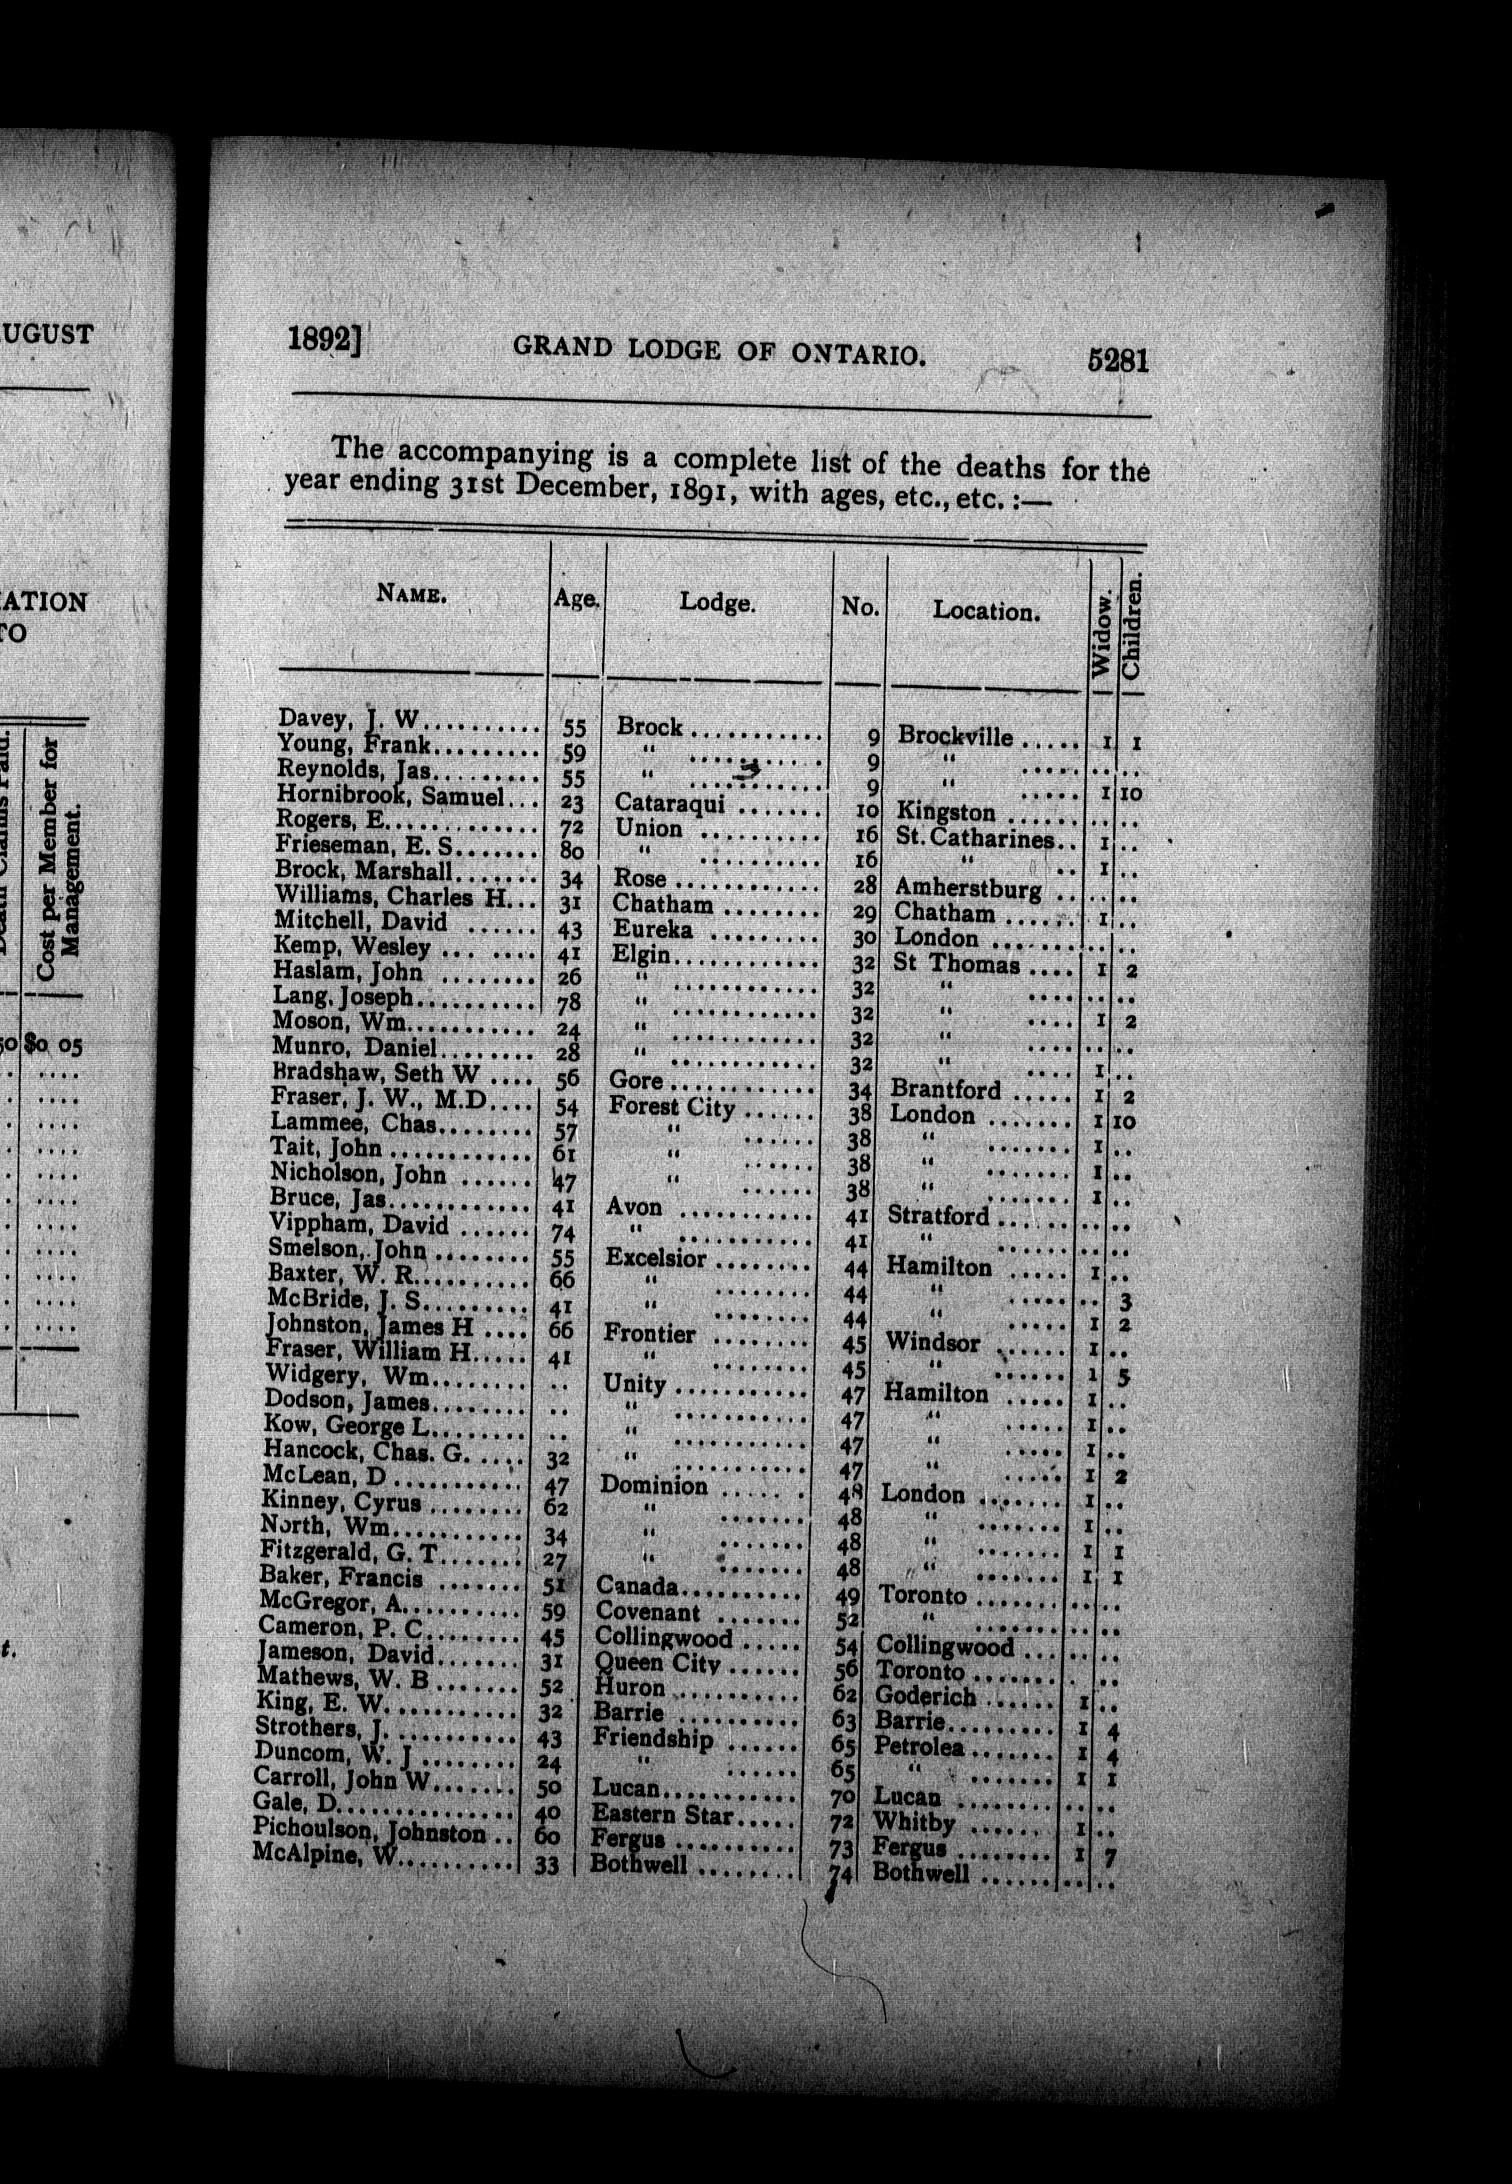 UGUST
ATION
TO
Cost per Member for
Management.
50 $0 05
t.
1892] GRAND LODGE OF ONTARIO. 5281
The accompanying is a complete list of the deaths for the
year ending 31st December, 1891, with ages, etc., etc. :—
NAME. Age. Lodge. No. Location. Widow. Children.
Davey, J. W.......... 55 Brock........... 9 Brockville ..... 1 1
Young, Frank......... 59 " .......... 9 " ..... .. ..
Reynolds, Jas......... 55 " .......... 9 " ..... 1 10
Hornibrook, Samuel... 23 Cataraqui ....... 10 Kingston ...... .. ..
Rogers, E............. 72 Union .......... 16 St. Catharines.. 1 ..
Frieseman, E. S....... 80 " .......... 16 " .. 1 ..
Brock, Marshall....... 34 Rose ............ 28 Amherstburg .. .. ..
Williams, Charles H... 31 Chatham ........ 29 Chatham ...... 1 ..
Mitchell, David ...... 43 Eureka ......... 30 London ....... .. ..
Kemp, Wesley ... .... 41 Elgin............ 32 St Thomas .... 1 2
Haslam, John ........ 26 " ............ 32 " .... .. ..
Lang, Joseph.......... 78 " ............ 32 " .... 1 2
Moson, Wm........... 24 " ............ 32 " .... .. ..
Munro, Daniel........ 28 " ............ 32 " .... 1 ..
Bradshaw, Seth W .... 56 Gore ............ 34 Brantford ..... 1 2
Fraser, J. W., M.D.... 54 Forest City ...... 38 London ....... 1 10
Lammee, Chas........ 57 " ...... 38 " ....... 1 ..
Tait, John ............ 61 " ...... 38 " ....... 1 ..
Nicholson, John ...... 47 " ...... 38 " ....... 1 ..
Bruce, Jas............ 41 Avon ........... 41 Stratford...... .. ..
Vippham, David ...... 74 " ........... 41 " ...... .. ..
Smelson, John ........ 55 Excelsior ........ 44 Hamilton ..... 1 ..
Baxter, W. R.......... 66 " ........ 44 " ..... .. 3
McBride, J. S......... 41 " ........ 44 " ..... 1 2
Johnston, James H .... 66 Frontier ........ 45 Windsor ...... 1 ..
Fraser, William H..... 41 " ........ 45 " ...... 1 5
Widgery, Wm........ .. Unity ........... 47 Hamilton ..... 1 ..
Dodson, James........ .. " ........... 47 " ..... 1 ..
Kow, George L........ .. " ........... 47 " ..... 1 ..
Hancock, Chas. G. .... 32 " ........... 47 " ..... 1 2
McLean, D ........... 47 Dominion ..... . 48 London ....... 1 ..
Kinney, Cyrus ........ 62 " ....... 48 " ....... 1 ..
North, Wm........... 34 " ....... 48 " ....... 1 1
Fitzgerald, G. T....... 27 " ....... 48 " ....... 1 1
Baker, Francis ....... 51 Canada.......... 49 Toronto ....... .. ..
McGregor, A.......... 59 Covenant ....... 52 " ....... .. ..
Cameron, P. C........ 45 Collingwood ..... 54 Collingwood ... .. ..
Jameson, David....... 31 Queen City ...... 56 Toronto ....... . ..
Mathews, W. B ....... 52 Huron .......... 62 Goderich ...... 1 ..
King, E. W. .......... 32 Barrie .......... 63 Barrie......... 1 4
Strothers, J. .......... 43 Friendship ...... 65 Petrolea....... 1 4
Duncom, W. J ........ 24 " ...... 65 " ....... 1 1
Carroll, John W....... 50 Lucan........... 70 Lucan ........ .. ..
Gale, D............... 40 Eastern Star..... 72 Whitby ...... 1 ..
Pichoulson, Johnston .. 60 Fergus .......... 73 Fergus ........ 1 7
McAlpine, W.......... 33 Bothwell ........ 74 Bothwell ...... .. ..